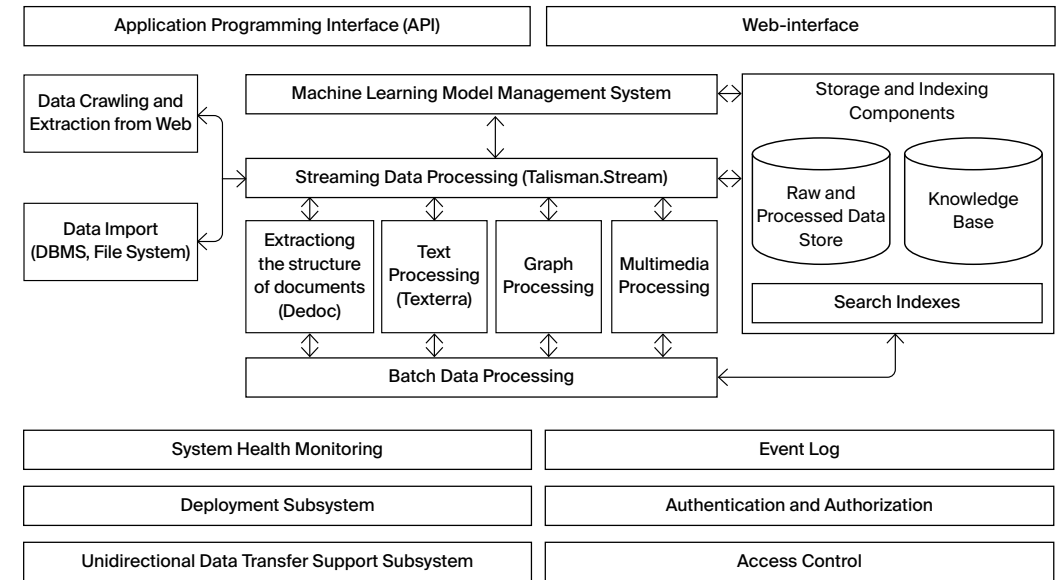 Application Programming Interface (API)
Web-interface
Data Crawling and
Extraction from Web
Machine Learning Model Management System
Storage and Indexing
Components
Streaming Data Processing (Talisman.Stream)
Raw and
Processed Data
Store
Knowledge
Base
Data Import
(DBMS, File System)
Extractiong
the structure
of documents
(Dedoc)
Text
Processing
(Texterra)
Graph
Processing
Multimedia
Processing
Search Indexes
Batch Data Processing
System Health Monitoring
Event Log
Deployment Subsystem
Authentication and Authorization
Unidirectional Data Transfer Support Subsystem
Access Control